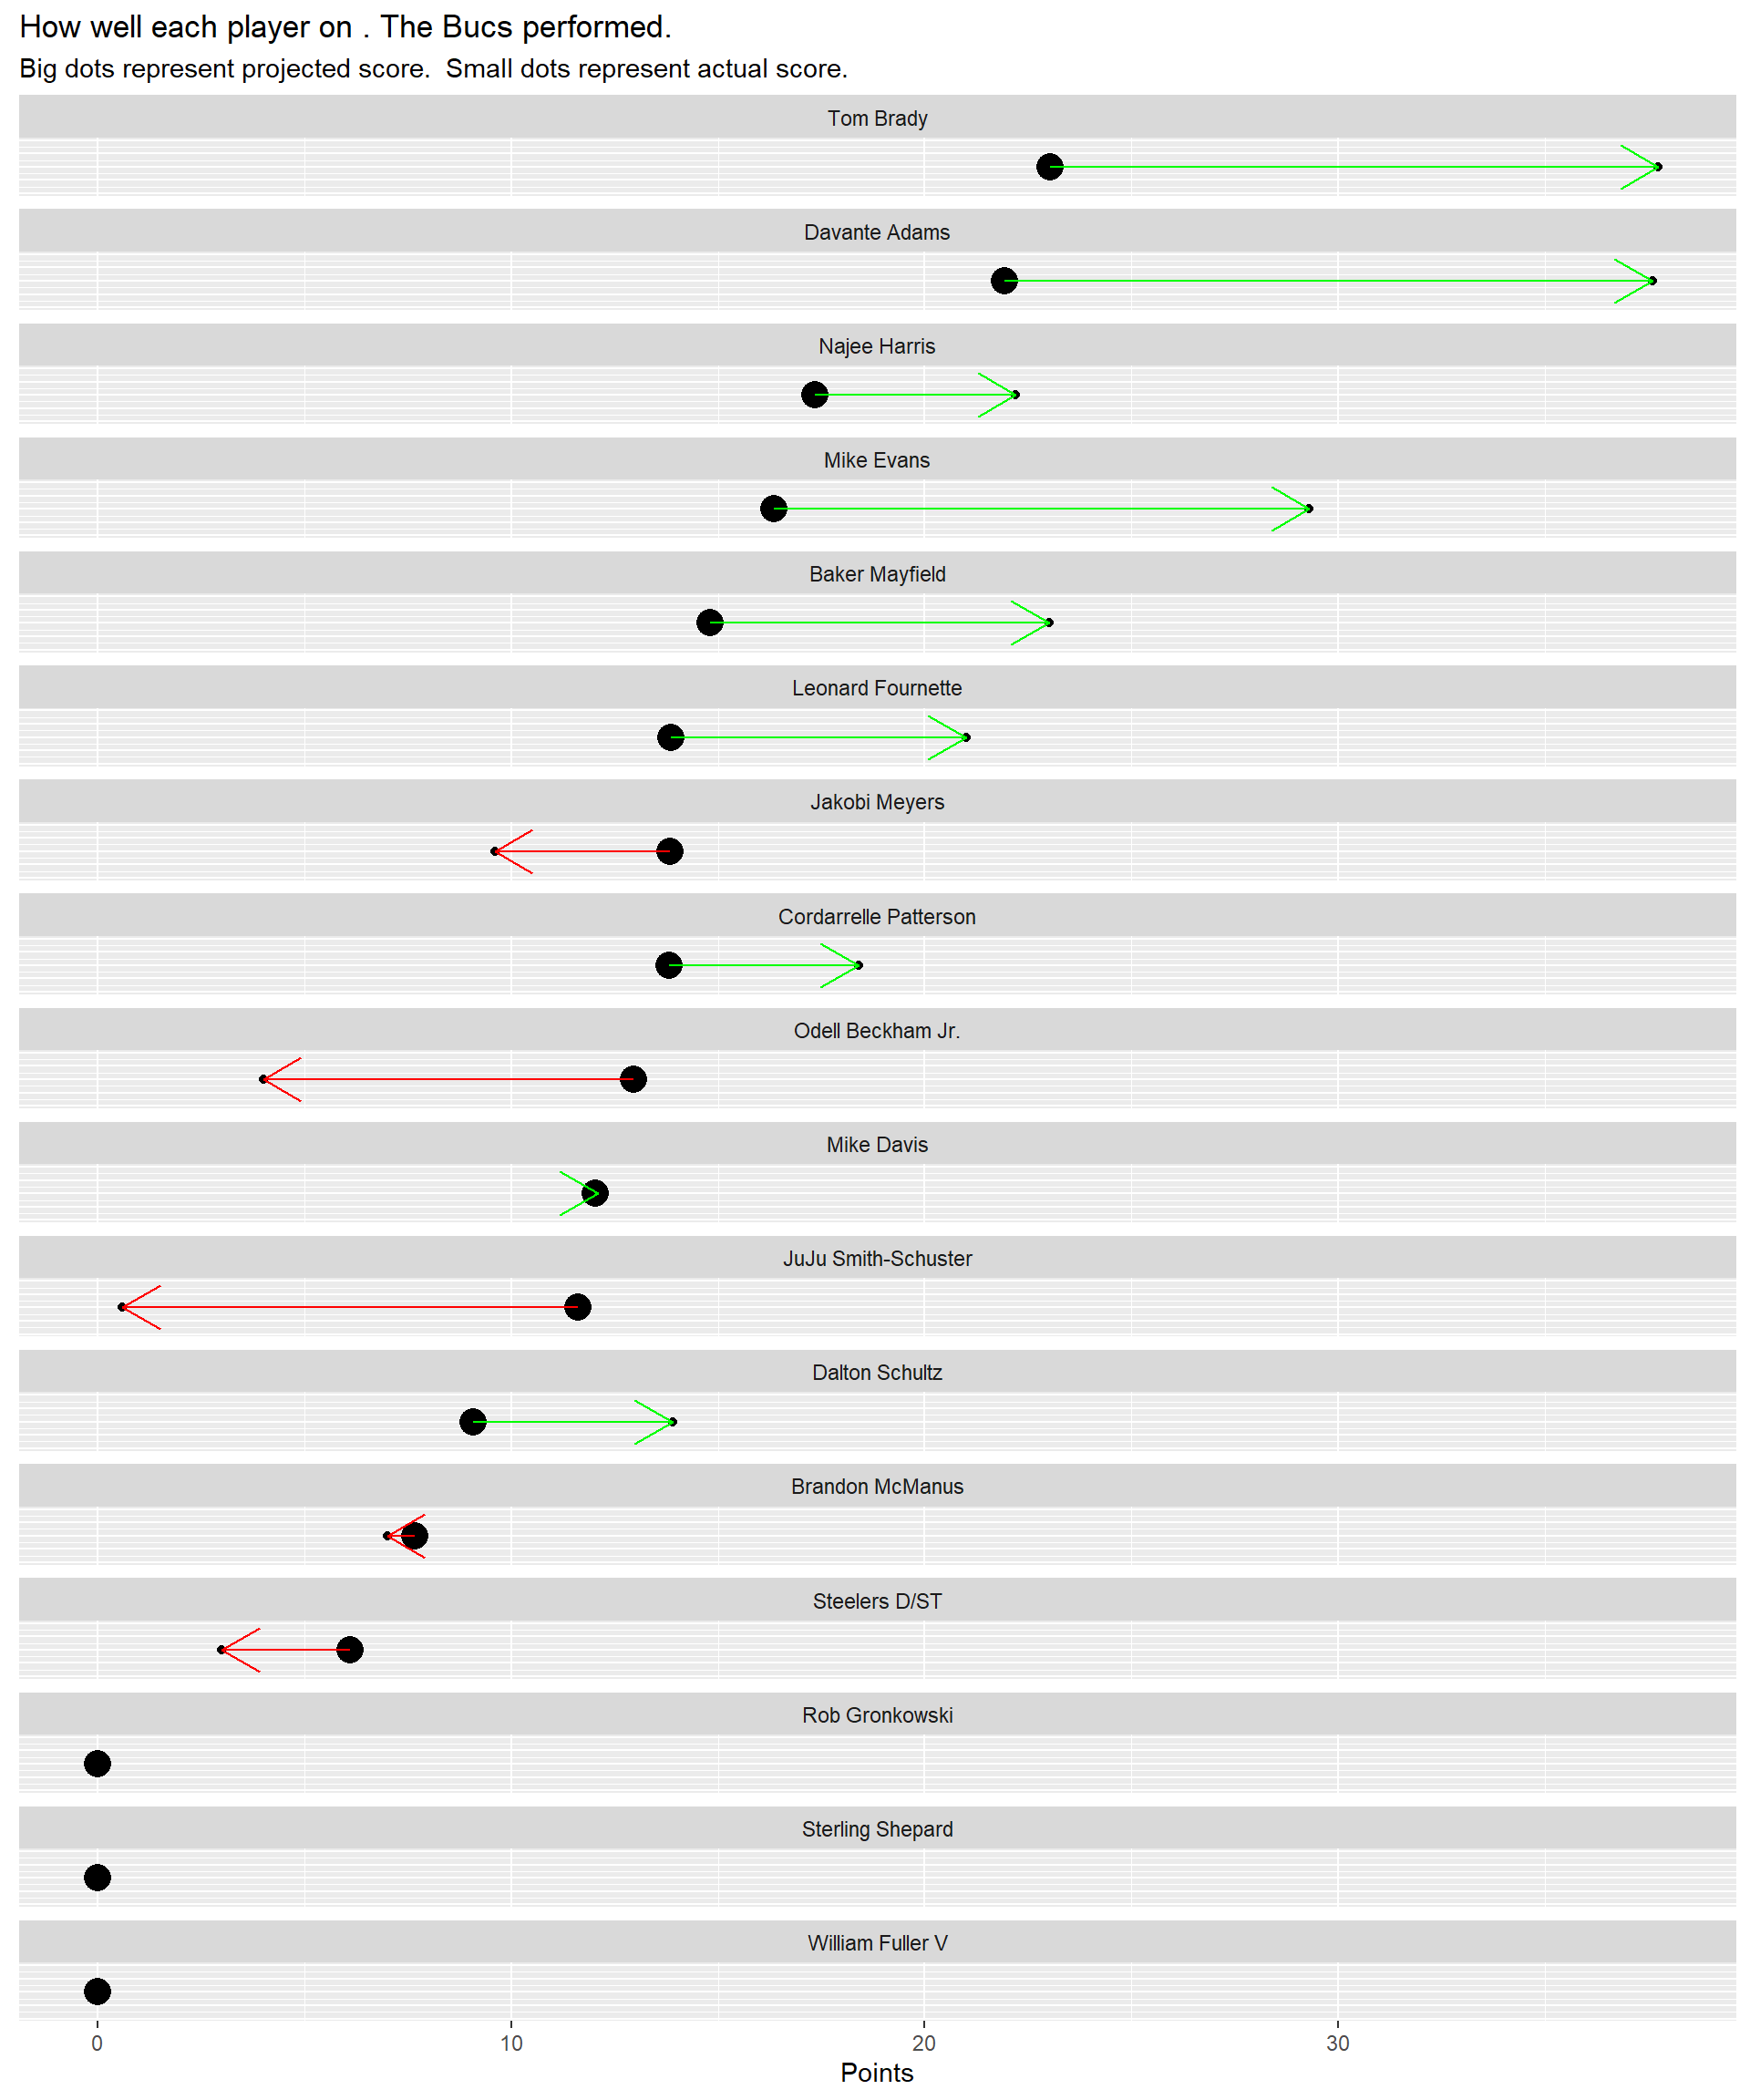 How well each player on . The Bucs performed.
Big dots represent projected score.  Small dots represent actual score.
Tom Brady
Davante Adams
Najee Harris
Mike Evans
Baker Mayfield
Leonard Fournette
Jakobi Meyers
Cordarrelle Patterson
Odell Beckham Jr.
Mike Davis
JuJu Smith-Schuster
Dalton Schultz
Brandon McManus
Steelers D/ST
Rob Gronkowski
Sterling Shepard
William Fuller V
0 10 20 30
Points